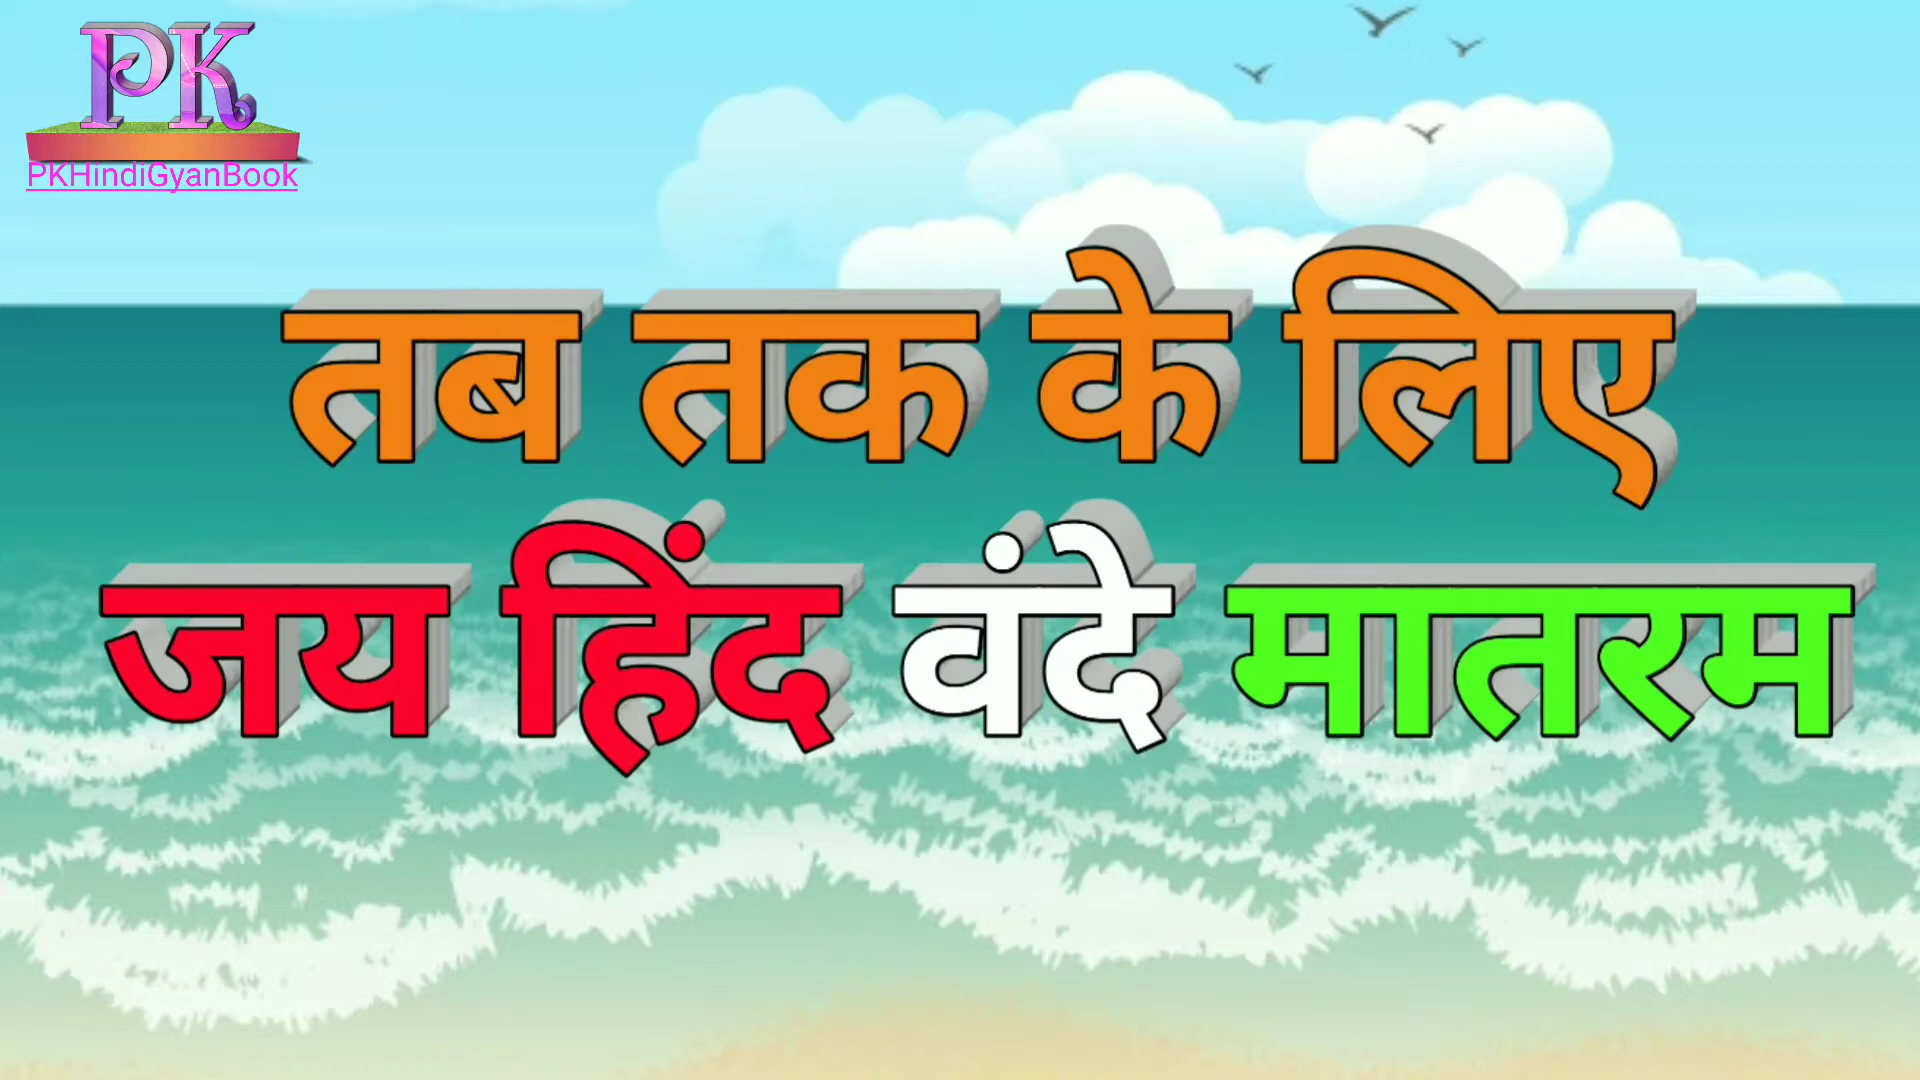 PK
PKHindiGyanBook
तब तक के लिए
जय हिंद वंदे मातरम